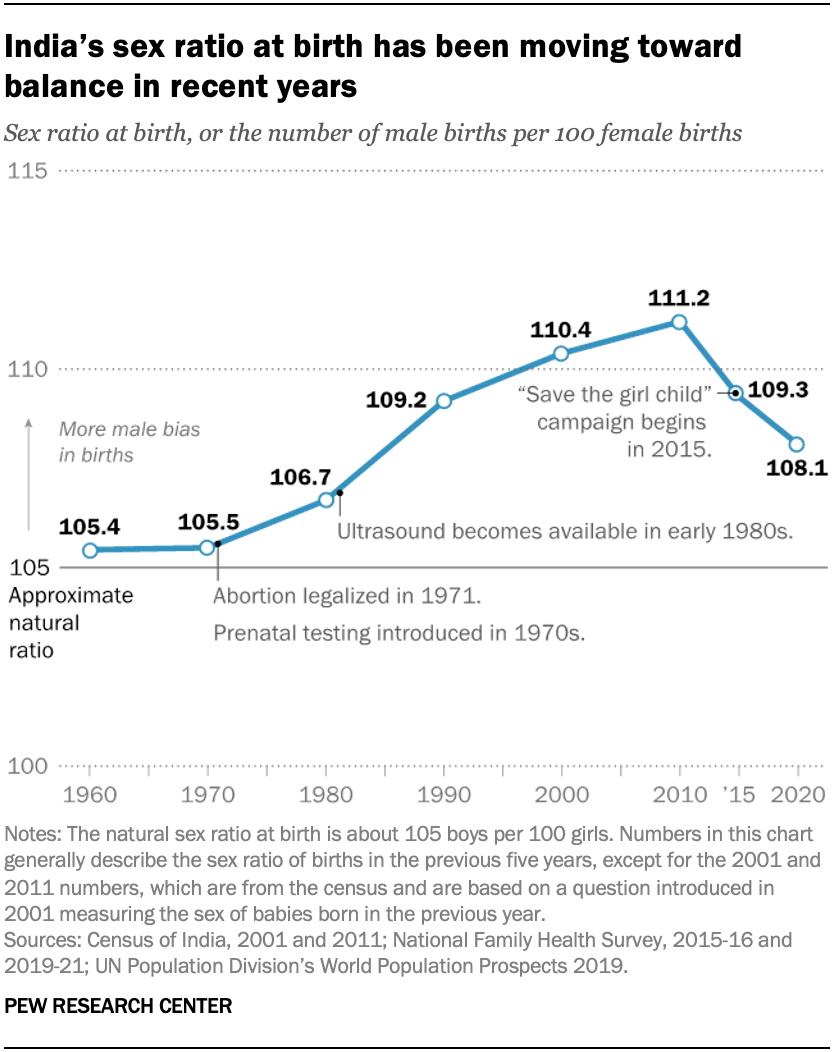 India’s sex ratio at birth has been moving toward
balance in recent years
Sex ratio at birth, or the number of male births per 100 female births
115
111.2
110.4
110
109.2
“Save the girl child”
campaign begins
in 2015.
109.3
108.1
More male bias
in births
106.7
105.4
105.5
Ultrasound becomes available in early 1980s.
105
Approximate
natural
ratio
Abortion legalized in 1971.
Prenatal testing introduced in 1970s.
100
1960 1970 1980 1990 2000 2010 ’15 2020
Notes: The natural sex ratio at birth is about 105 boys per 100 girls. Numbers in this chart
generally describe the sex ratio of births in the previous five years, except for the 2001 and
2011 numbers, which are from the census and are based on a question introduced in
2001 measuring the sex of babies born in the previous year.
Sources: Census of India, 2001 and 2011; National Family Health Survey, 2015-16 and
2019-21; UN Population Division’s World Population Prospects 2019.
PEW RESEARCH CENTER